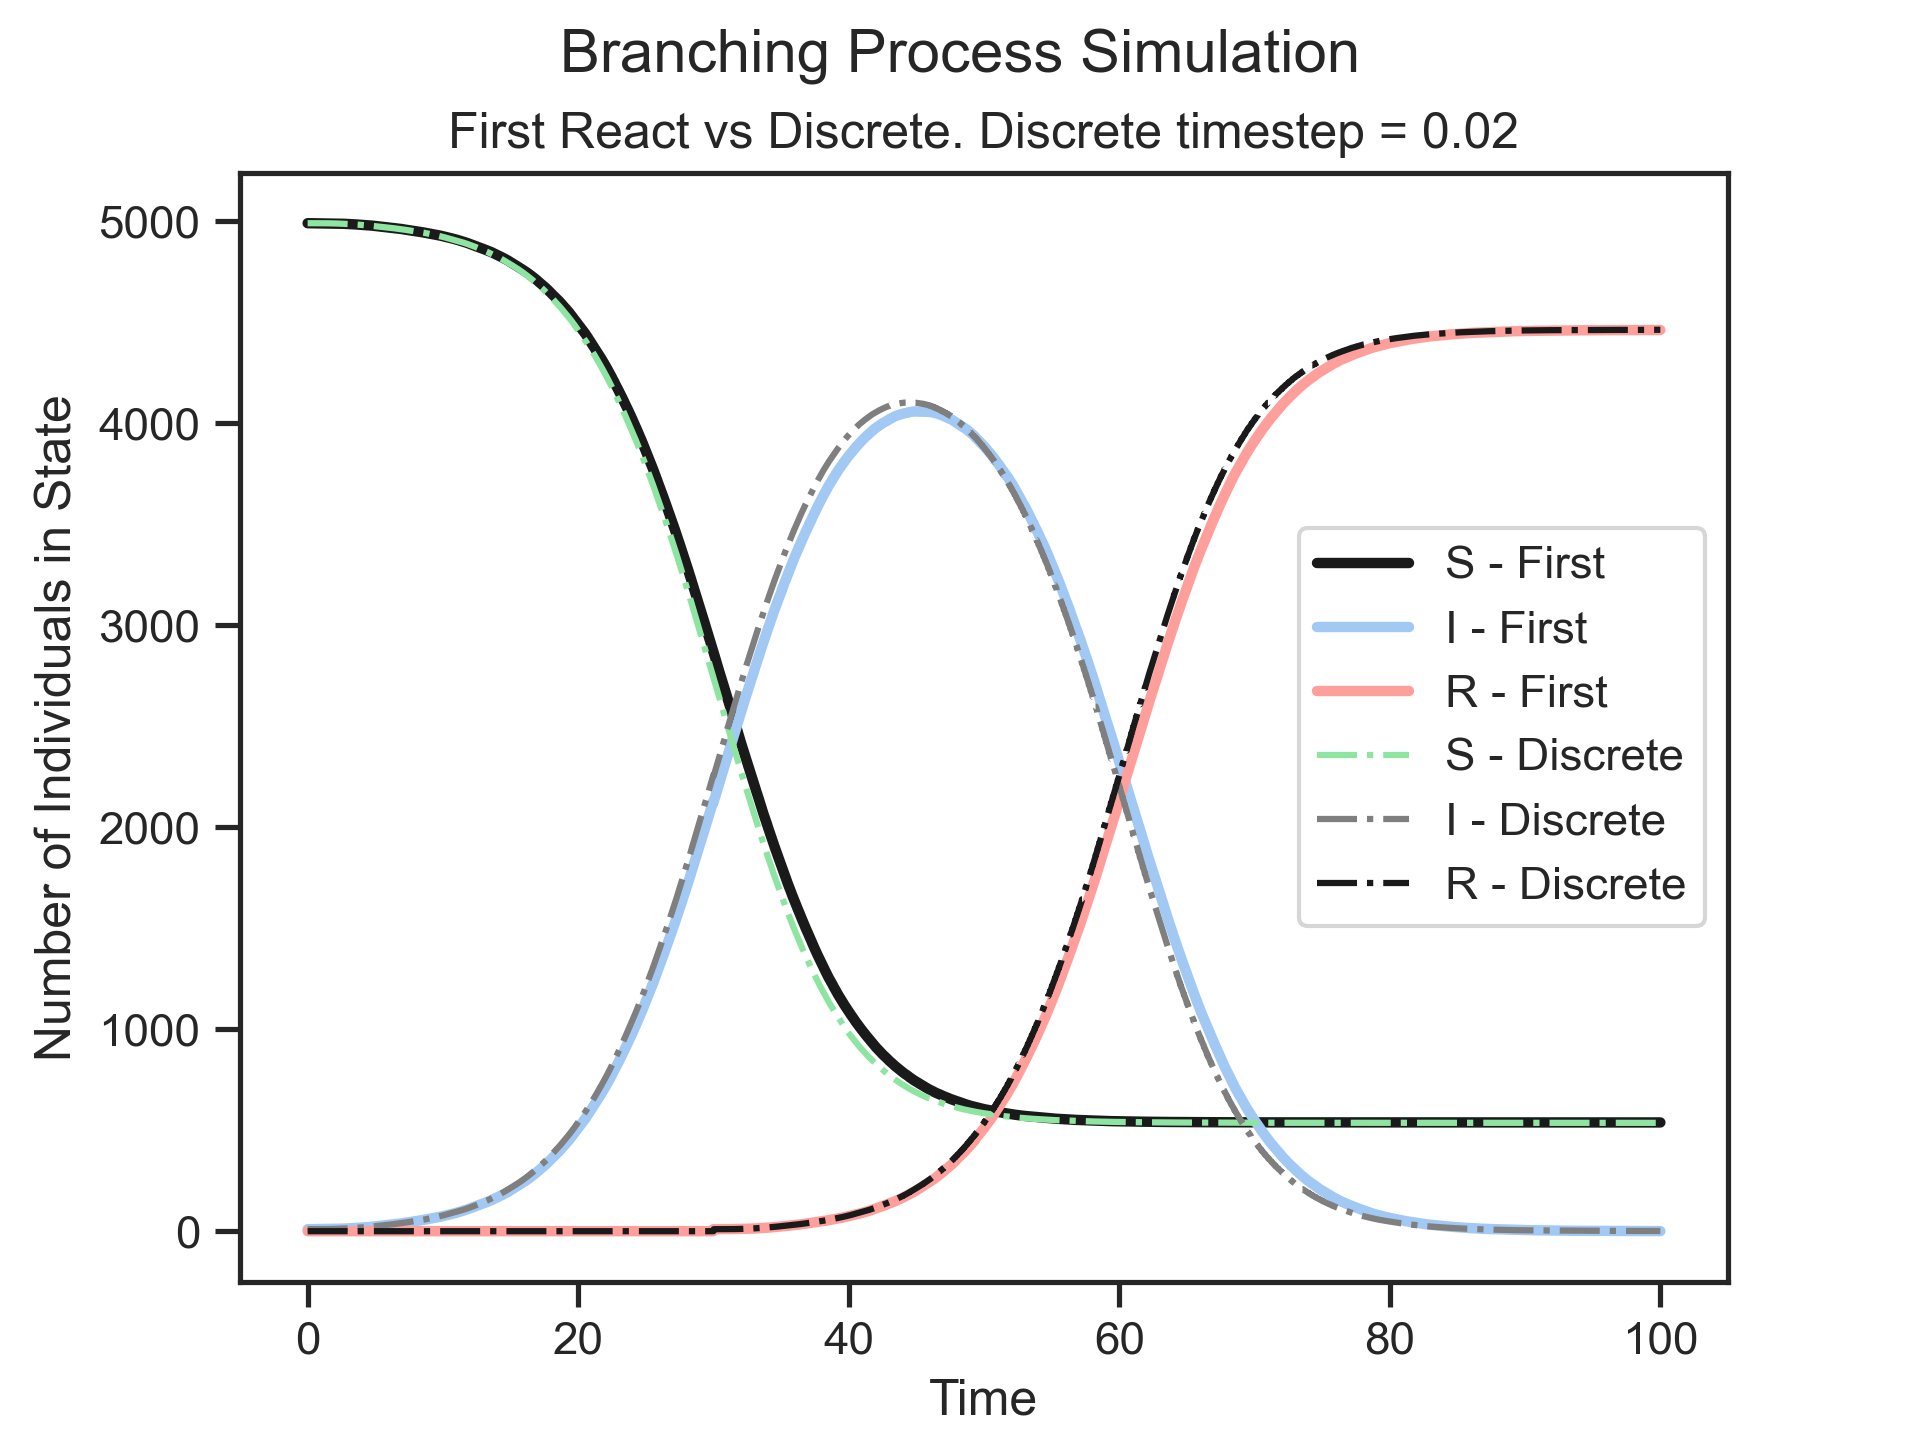 Branching Process Simulation
First React vs Discrete. Discrete timestep = 0.02
Number of Individuals in State
5000
4000
3000
2000
1000
0
0 20 40 60 80 100
Time
S - First
I - First
R - First
S - Discrete
I - Discrete
R - Discrete